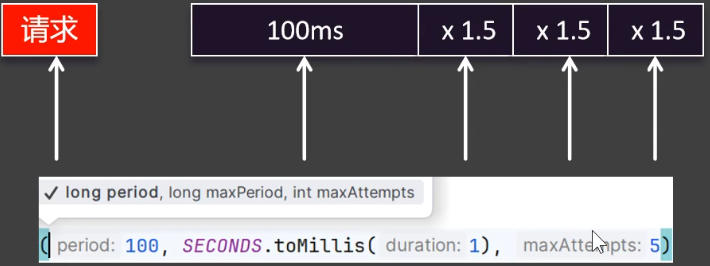 请求 100ms x 1.5 x 1.5 x 1.5
✓ long period, long maxPeriod, int maxAttempts
( period: 100, SECONDS.toMillis( duration: 1), maxAttempts: 5)